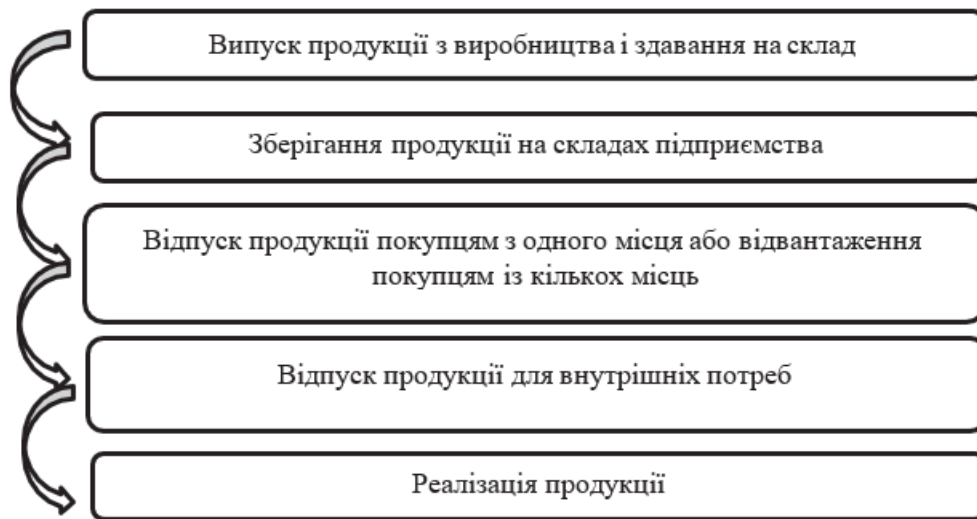 Випуск продукції з виробництва і здавання на склад
Зберігання продукції на складах підприємства
Відпуск продукції покупцям з одного місця або відвантаження
покупцям із кількох місць
Відпуск продукції для внутрішніх потреб
Реалізація продукції